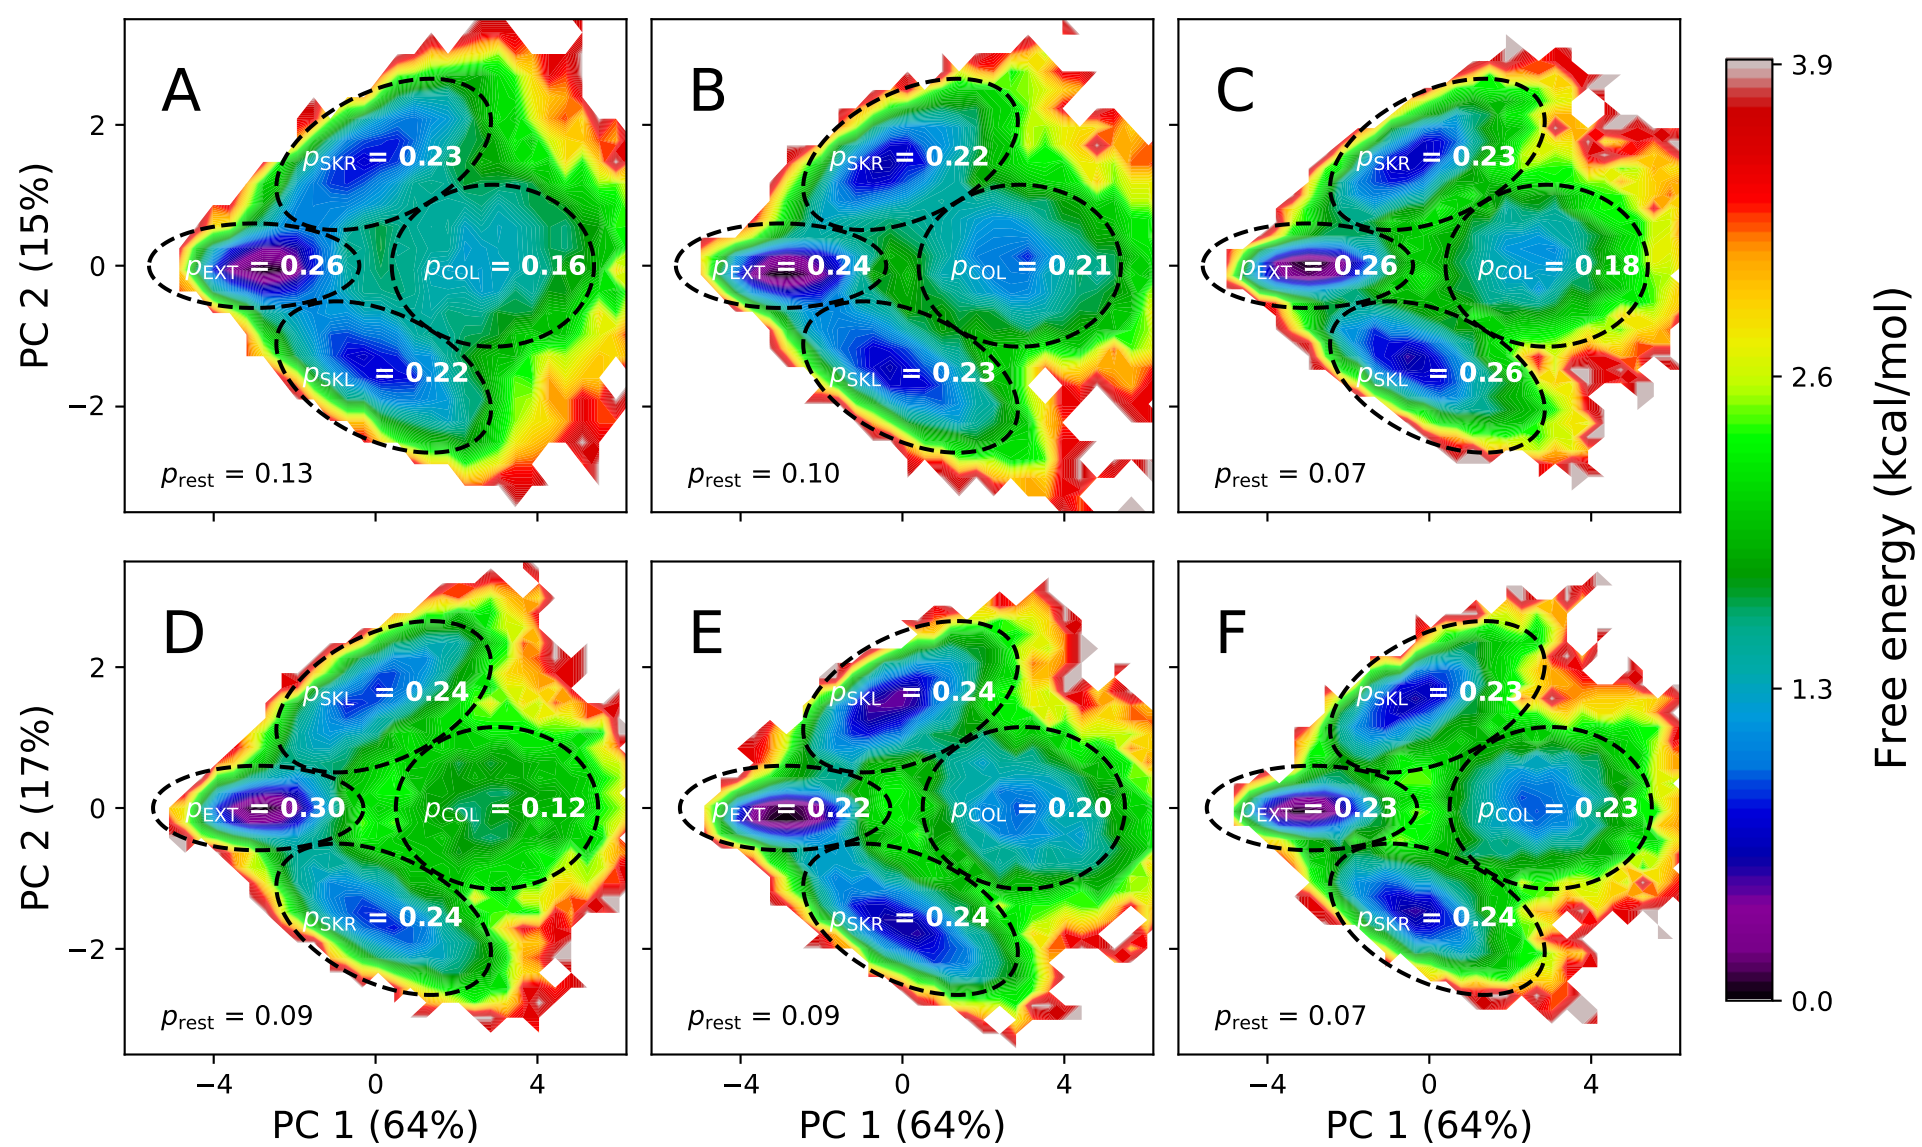 A
B
C
p_SKR = 0.23
p_EXT = 0.26
p_COL = 0.16
p_SKL = 0.22
p_rest = 0.13
p_SKR = 0.22
p_EXT = 0.24
p_COL = 0.21
p_SKL = 0.23
p_rest = 0.10
p_SKR = 0.23
p_EXT = 0.26
p_COL = 0.18
p_SKL = 0.26
p_rest = 0.07
PC 2 (15%)
2
0
−2
D
E
F
p_SKL = 0.24
p_EXT = 0.30
p_COL = 0.12
p_SKR = 0.24
p_rest = 0.09
p_SKL = 0.24
p_EXT = 0.22
p_COL = 0.20
p_SKR = 0.24
p_rest = 0.09
p_SKL = 0.23
p_EXT = 0.23
p_COL = 0.23
p_SKR = 0.24
p_rest = 0.07
PC 2 (17%)
2
0
−2
−4 0 4
−4 0 4
−4 0 4
PC 1 (64%)
PC 1 (64%)
PC 1 (64%)
3.9
2.6
1.3
0.0
Free energy (kcal/mol)